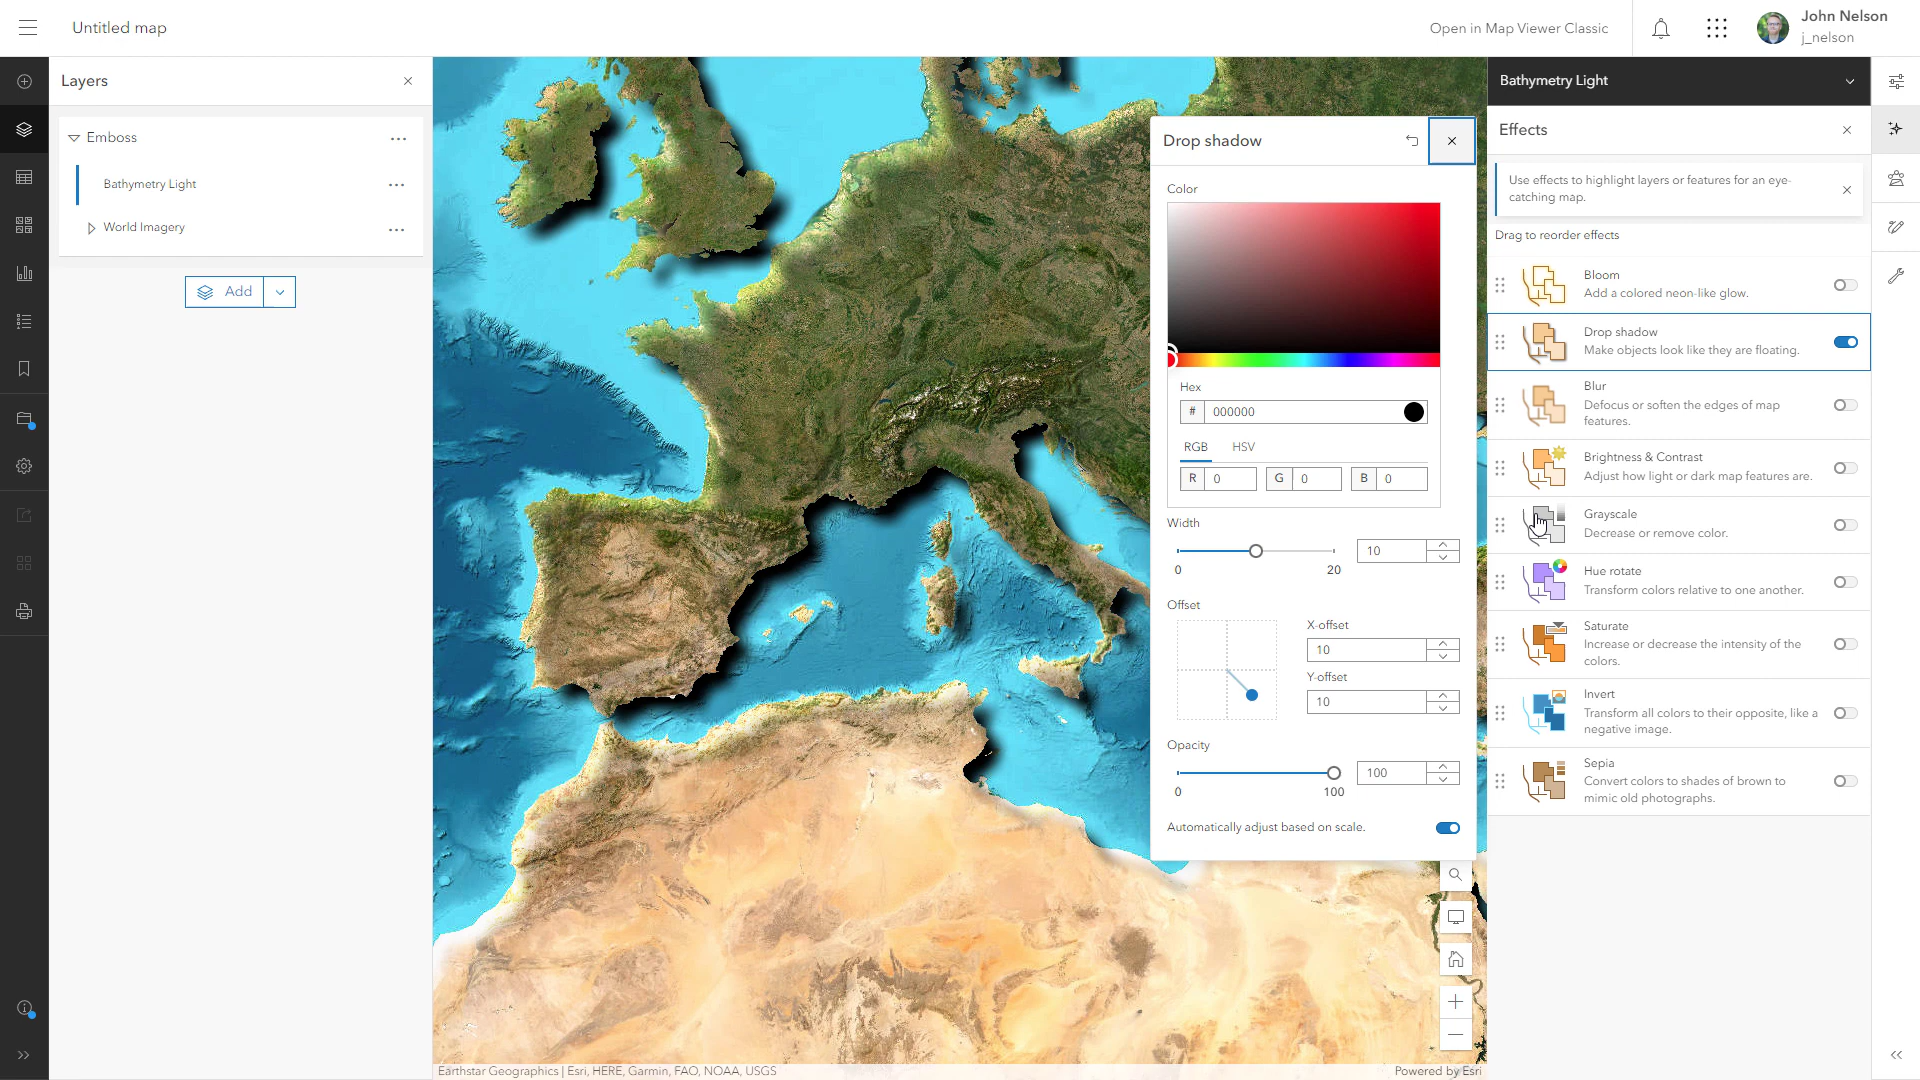 Untitled map
Open in Map Viewer Classic
John Nelson
j_nelson
Layers
Emboss
Bathymetry Light
World Imagery
Add
Drop shadow
Color
Hex
# 000000
RGB HSV
R 0 G 0 B 0
Width
10
0 20
Offset
X-offset
10
Y-offset
10
Opacity
100
0 100
Automatically adjust based on scale.
Bathymetry Light
Effects
Use effects to highlight layers or features for an eye-
catching map.
Drag to reorder effects
Bloom
Add a colored neon-like glow.
Drop shadow
Make objects look like they are floating.
Blur
Defocus or soften the edges of map
features.
Brightness & Contrast
Adjust how light or dark map features are.
Grayscale
Decrease or remove color.
Hue rotate
Transform colors relative to one another.
Saturate
Increase or decrease the intensity of the
colors.
Invert
Transform all colors to their opposite, like a
negative image.
Sepia
Convert colors to shades of brown to
mimic old photographs.
Earthstar Geographics | Esri, HERE, Garmin, FAO, NOAA, USGS
Powered by Esri